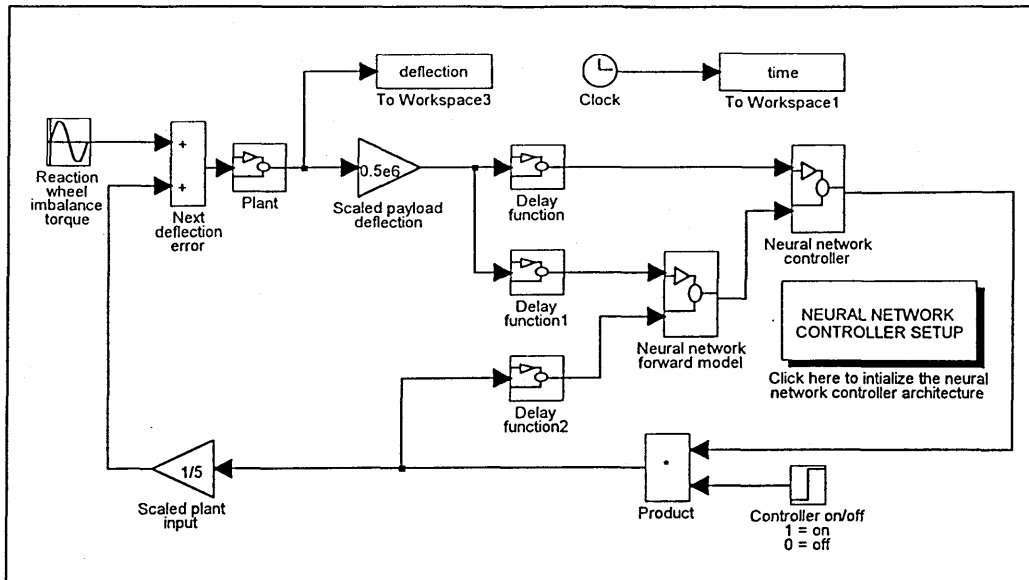 deflection
To Workspace3
Clock
time
To Workspace1
Reaction
wheel
imbalance
torque
+
+
Next
deflection
error
Plant
0.5e6
Scaled payload
deflection
Delay
function
Neural network
controller
Delay
function1
Neural network
forward model
NEURAL NETWORK
CONTROLLER SETUP
Click here to intialize the neural
network controller architecture
Delay
function2
1/5
Scaled plant
input
*
Product
Controller on/off
1 = on
0 = off